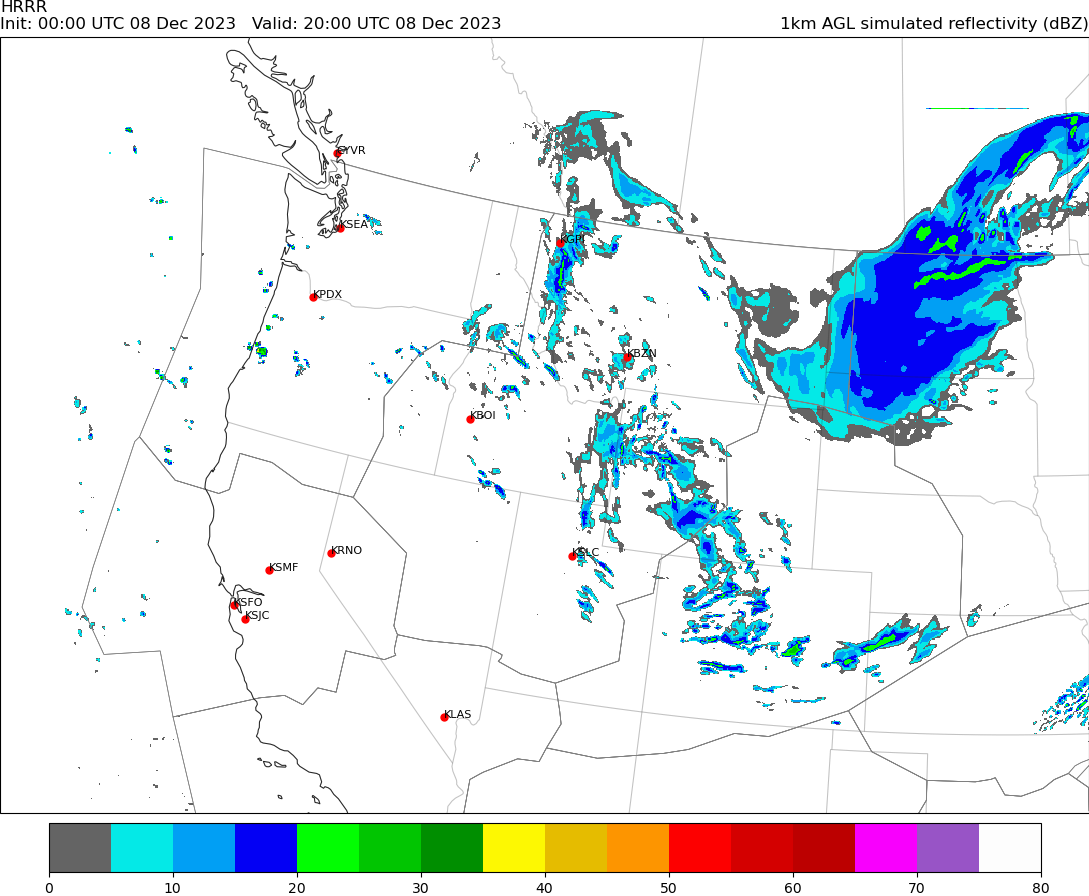 HRRR
Init: 00:00 UTC 08 Dec 2023   Valid: 20:00 UTC 08 Dec 2023
1km AGL simulated reflectivity (dBZ)
CYVR
KSEA
KGPI
KPDX
KBZN
KBOI
KRNO
KSLC
KSMF
KSFO
KSJC
KLAS
0 10 20 30 40 50 60 70 80